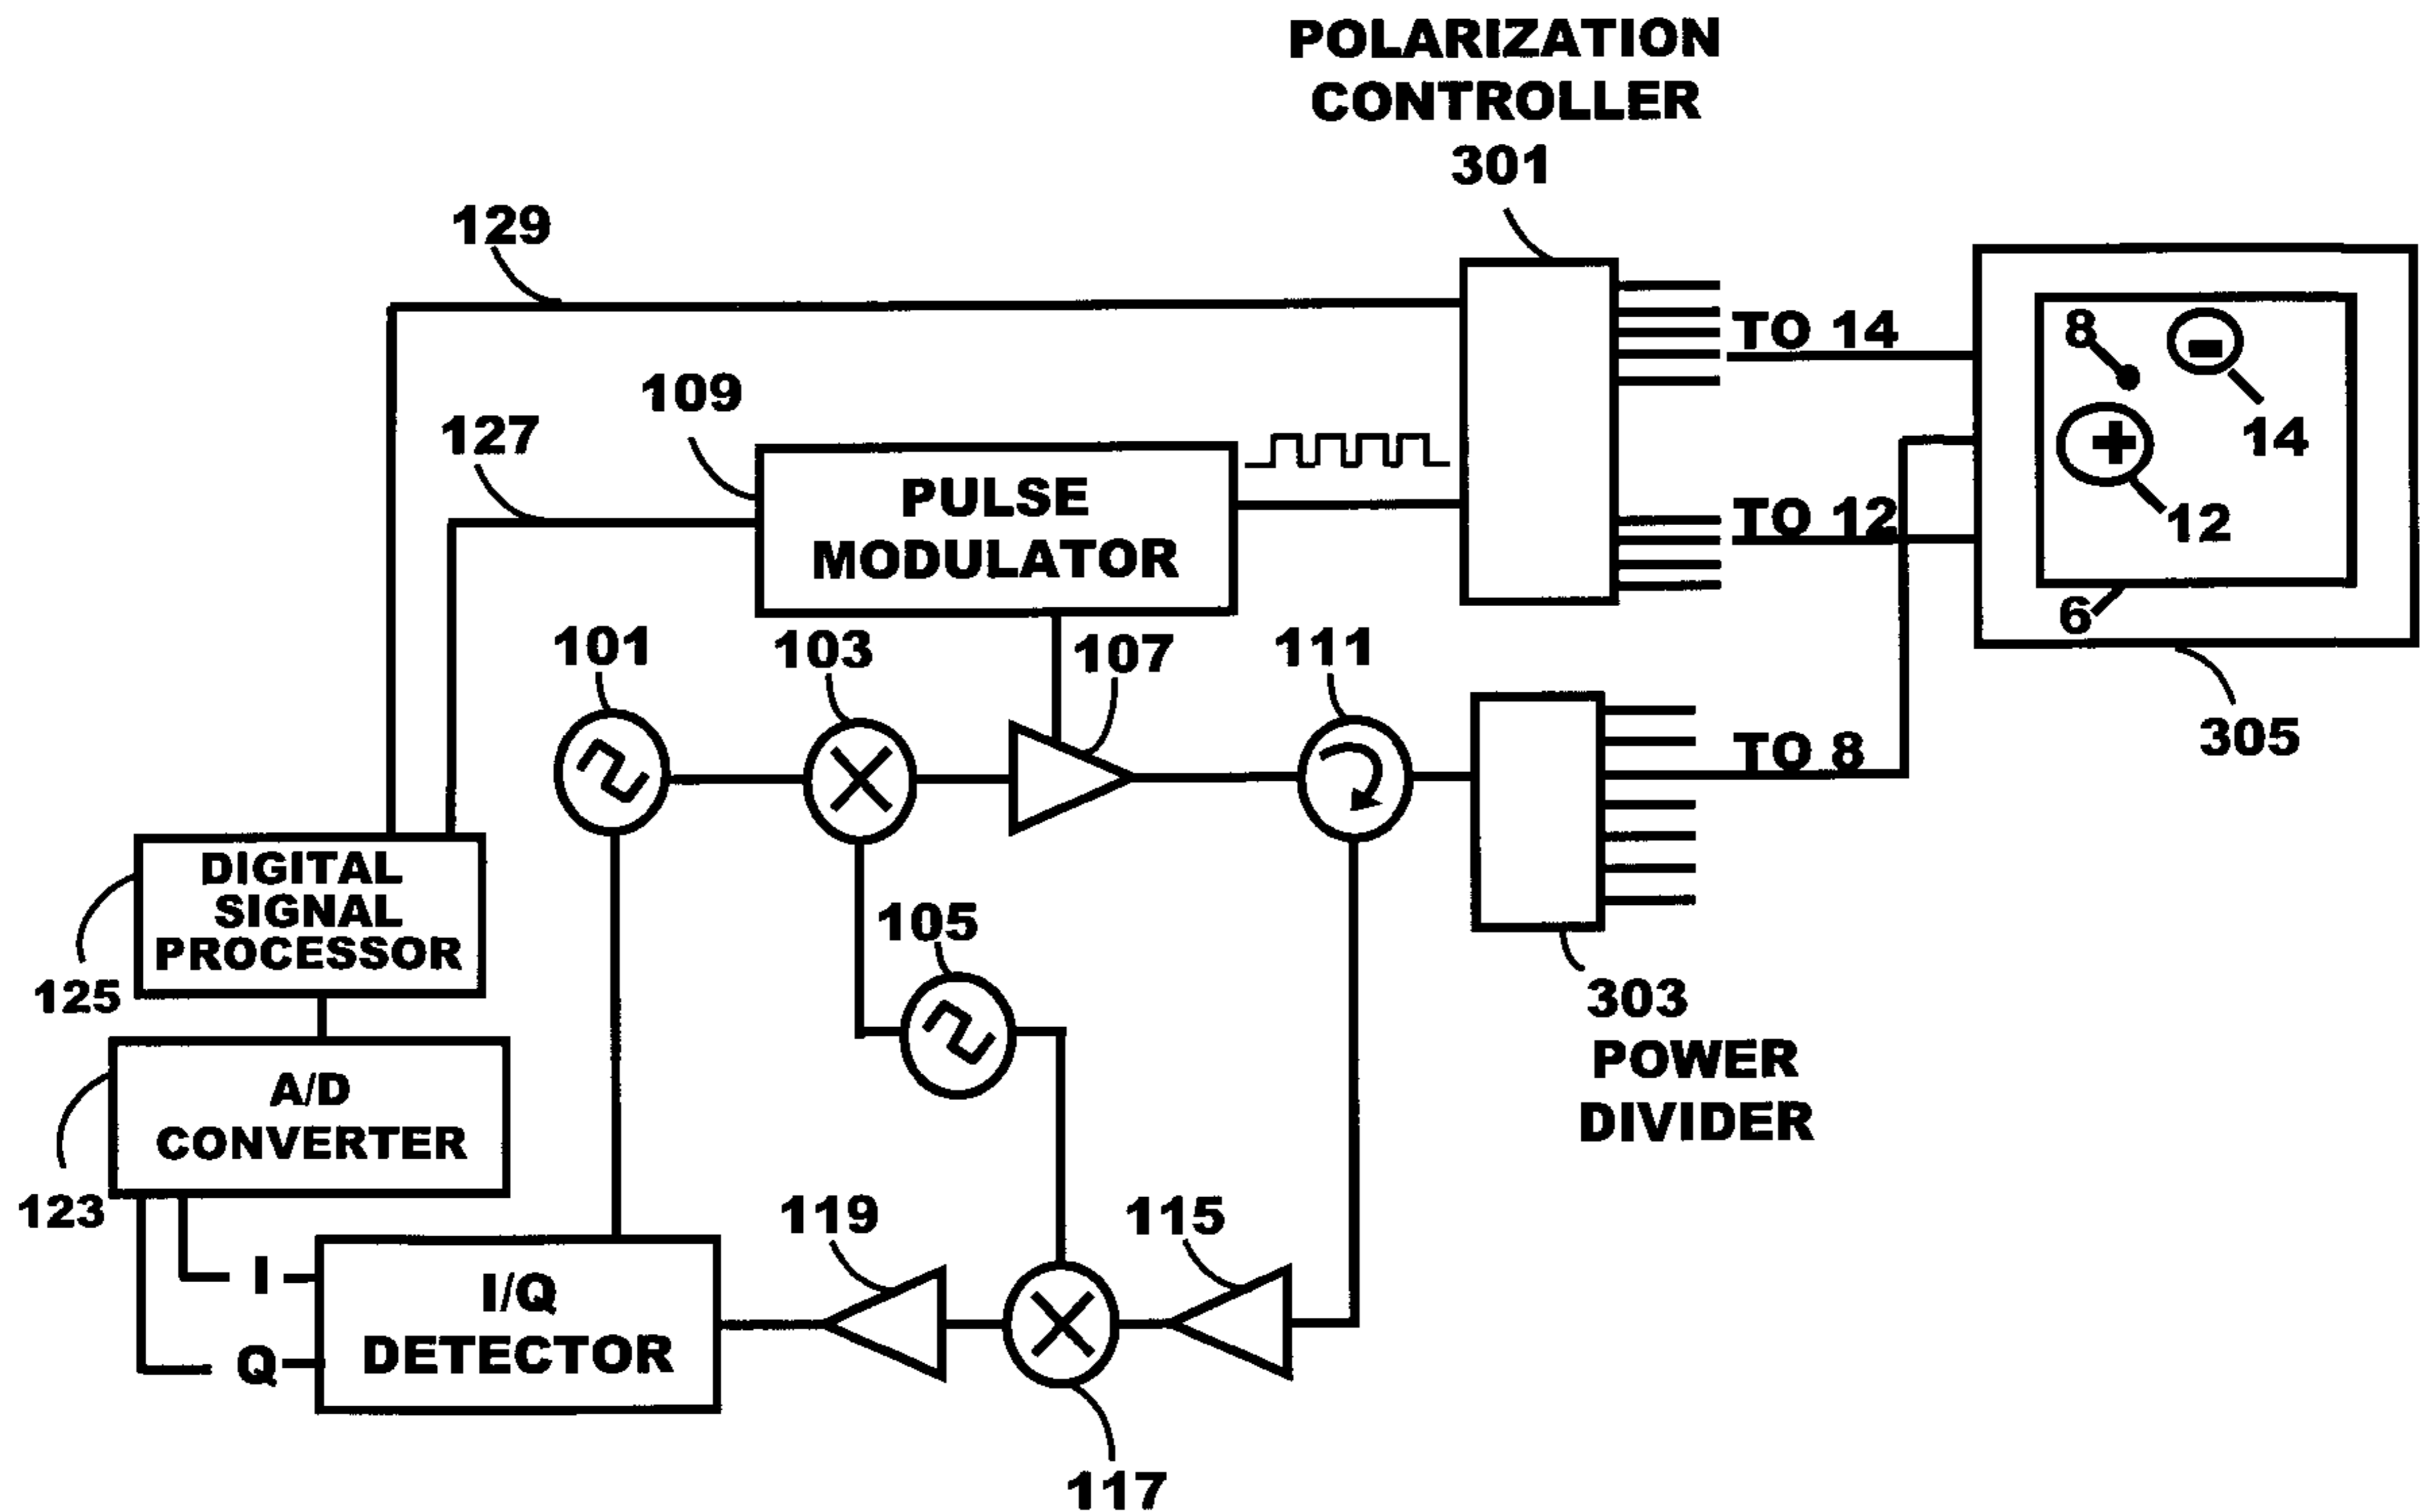 POLARIZATION
CONTROLLER
301
129
109
127
PULSE
MODULATOR
TO 14
TO 12
8
14
12
6
305
101
103
107
111
TO 8
DIGITAL
SIGNAL
PROCESSOR
125
105
303
POWER
DIVIDER
A/D
CONVERTER
123
119
115
I
Q
I/Q
DETECTOR
117